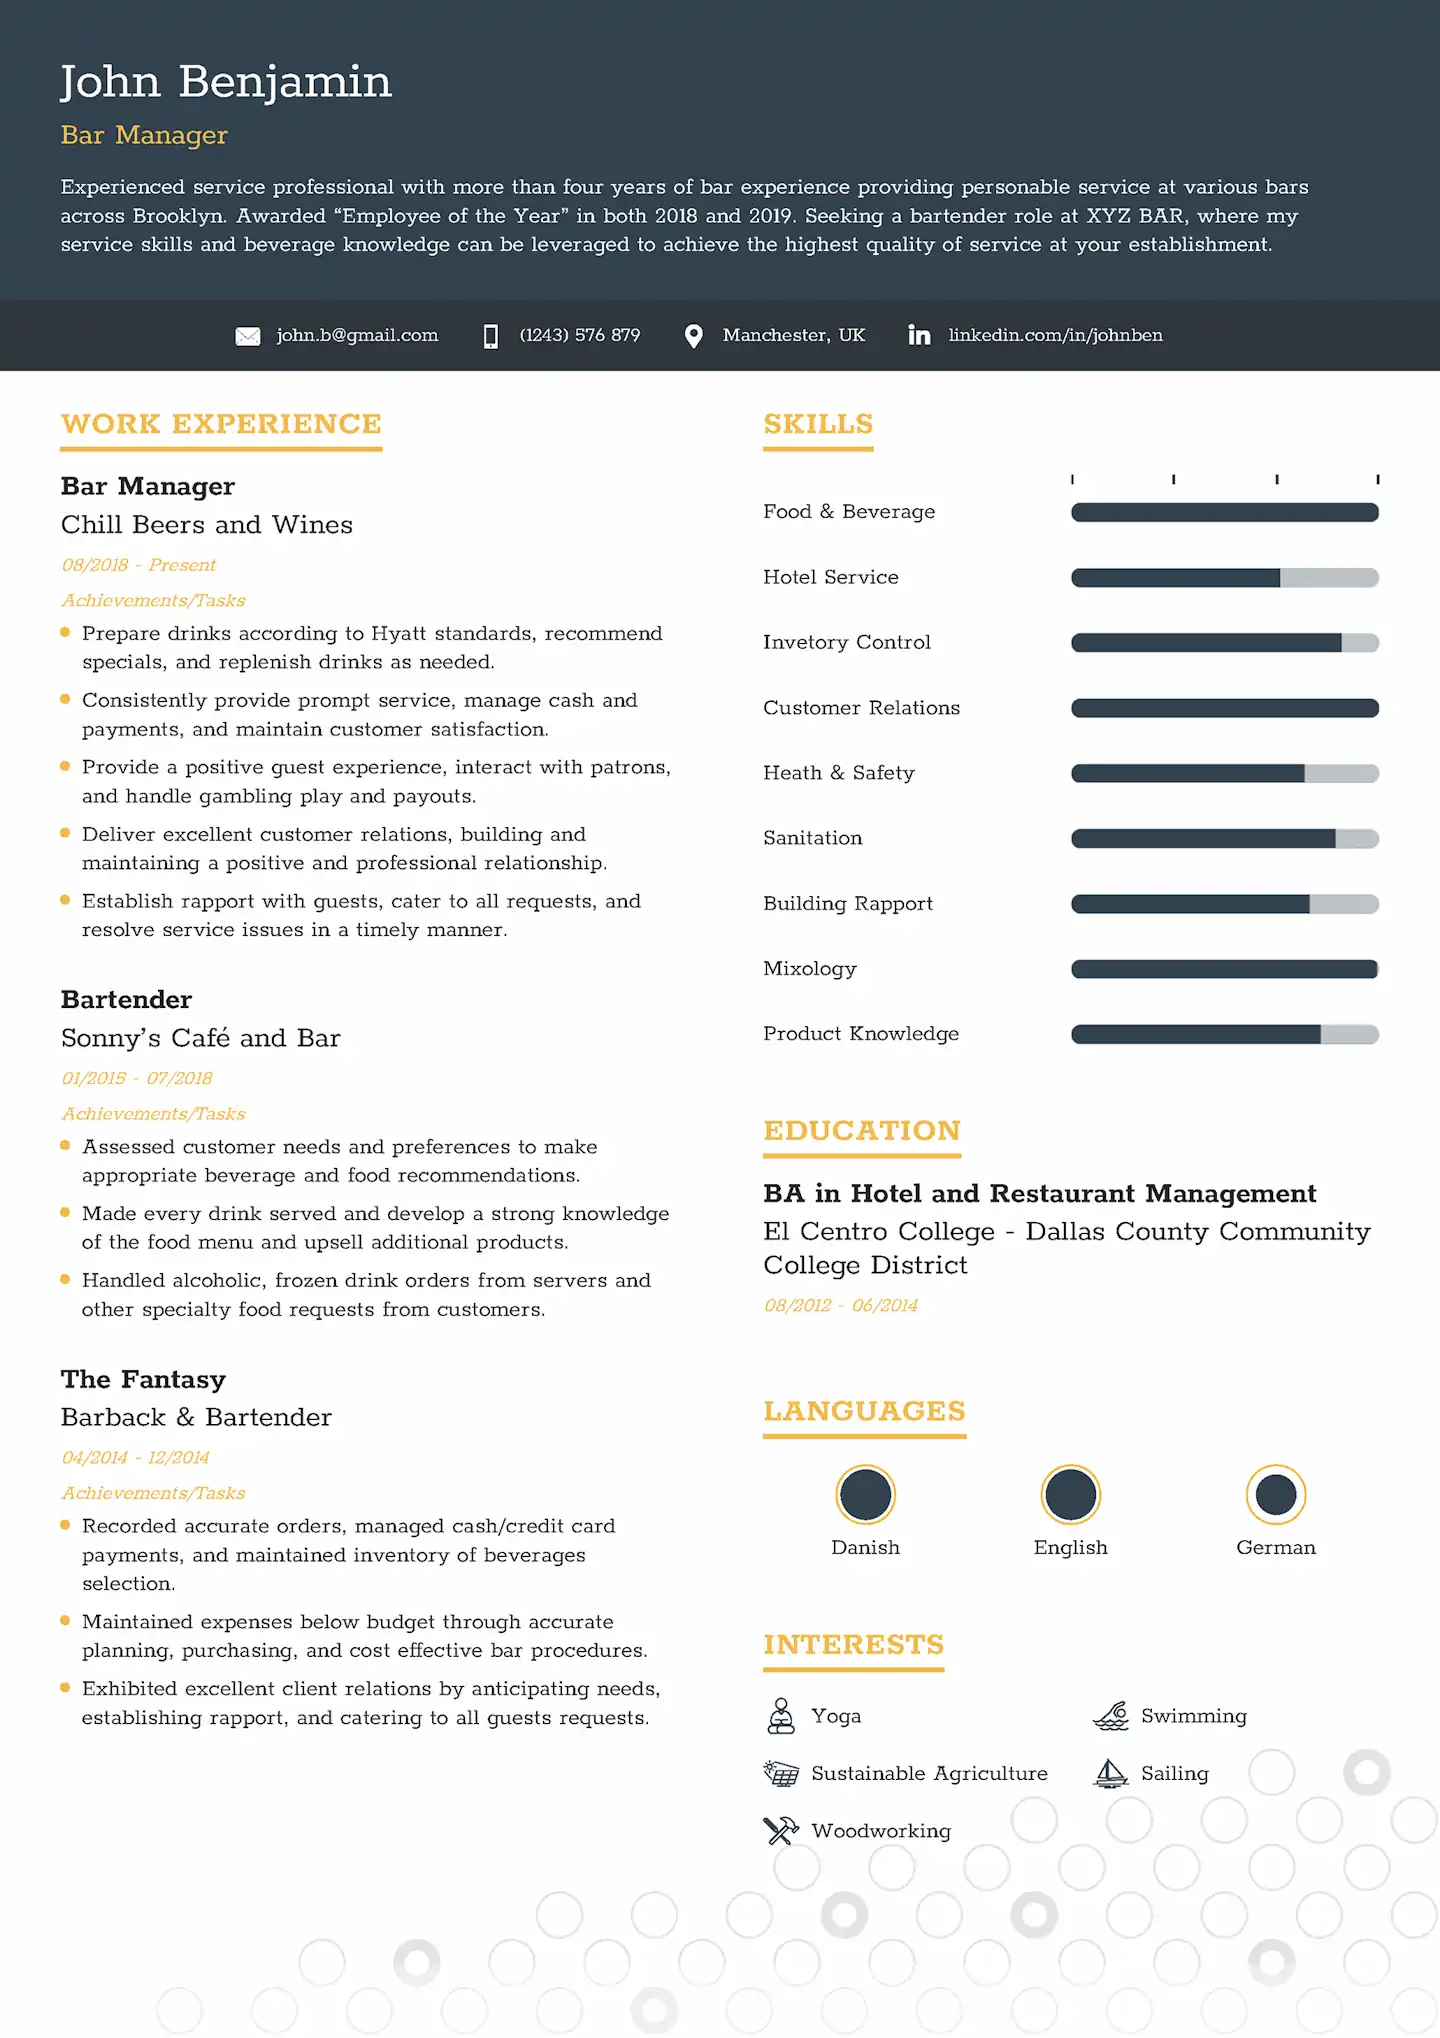 John Benjamin
Bar Manager
Experienced service professional with more than four years of bar experience providing personable service at various bars
across Brooklyn. Awarded “Employee of the Year” in both 2018 and 2019. Seeking a bartender role at XYZ BAR, where my
service skills and beverage knowledge can be leveraged to achieve the highest quality of service at your establishment.
john.b@gmail.com (1243) 576 879 Manchester, UK linkedin.com/in/johnben
WORK EXPERIENCE
Bar Manager
Chill Beers and Wines
08/2018 - Present
Achievements/Tasks
Prepare drinks according to Hyatt standards, recommend
specials, and replenish drinks as needed.
Consistently provide prompt service, manage cash and
payments, and maintain customer satisfaction.
Provide a positive guest experience, interact with patrons,
and handle gambling play and payouts.
Deliver excellent customer relations, building and
maintaining a positive and professional relationship.
Establish rapport with guests, cater to all requests, and
resolve service issues in a timely manner.
Bartender
Sonny’s Café and Bar
01/2015 - 07/2018
Achievements/Tasks
Assessed customer needs and preferences to make
appropriate beverage and food recommendations.
Made every drink served and develop a strong knowledge
of the food menu and upsell additional products.
Handled alcoholic, frozen drink orders from servers and
other specialty food requests from customers.
The Fantasy
Barback & Bartender
04/2014 - 12/2014
Achievements/Tasks
Recorded accurate orders, managed cash/credit card
payments, and maintained inventory of beverages
selection.
Maintained expenses below budget through accurate
planning, purchasing, and cost effective bar procedures.
Exhibited excellent client relations by anticipating needs,
establishing rapport, and catering to all guests requests.
SKILLS
Food & Beverage
Hotel Service
Invetory Control
Customer Relations
Heath & Safety
Sanitation
Building Rapport
Mixology
Product Knowledge
EDUCATION
BA in Hotel and Restaurant Management
El Centro College - Dallas County Community
College District
08/2012 - 06/2014
LANGUAGES
Danish English German
INTERESTS
Yoga Swimming
Sustainable Agriculture Sailing
Woodworking